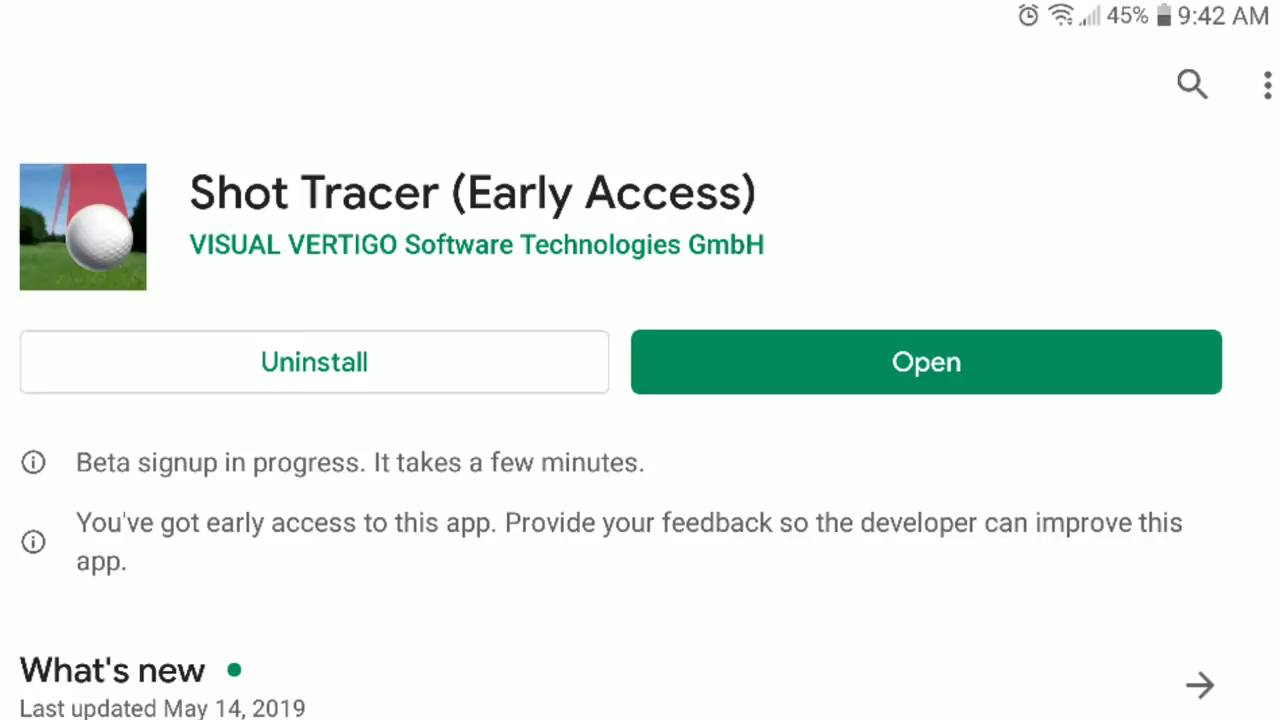 45% 9:42 AM
Shot Tracer (Early Access)
VISUAL VERTIGO Software Technologies GmbH
Uninstall
Open
Beta signup in progress. It takes a few minutes.
You've got early access to this app. Provide your feedback so the developer can improve this
app.
What's new
Last updated May 14, 2019